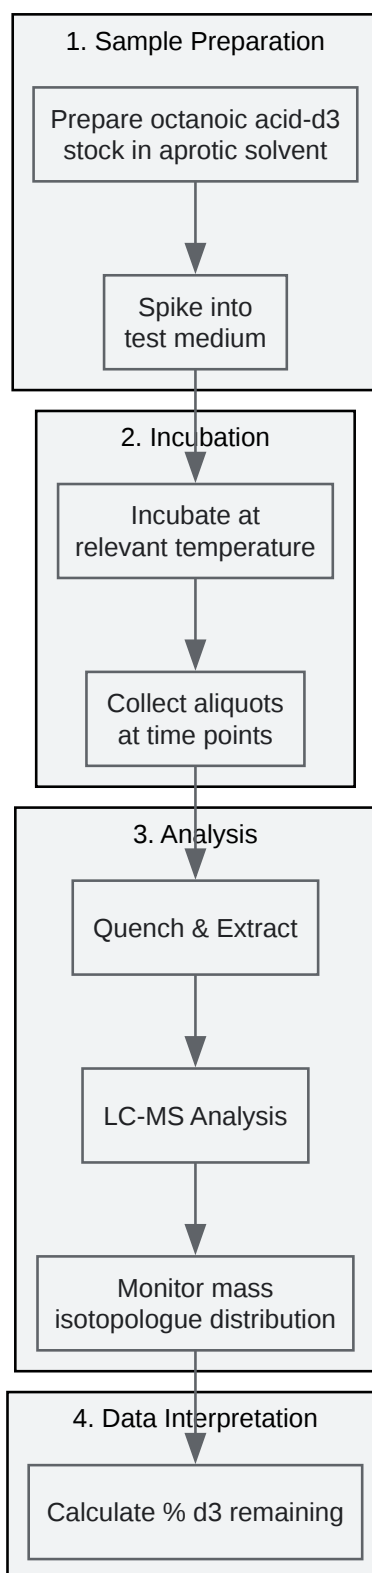 1. Sample Preparation
Prepare octanoic acid-d3
stock in aprotic solvent
Spike into
test medium
2. Incubation
Incubate at
relevant temperature
Collect aliquots
at time points
3. Analysis
Quench & Extract
LC-MS Analysis
Monitor mass
isotopologue distribution
4. Data Interpretation
Calculate % d3 remaining